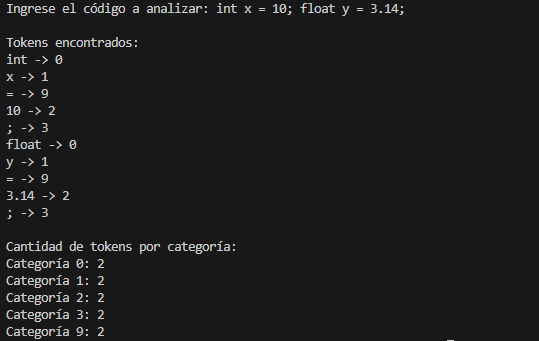 Ingrese el código a analizar: int x = 10; float y = 3.14;
Tokens encontrados:
int -> 0
x -> 1
= -> 9
10 -> 2
; -> 3
float -> 0
y -> 1
= -> 9
3.14 -> 2
; -> 3
Cantidad de tokens por categoría:
Categoría 0: 2
Categoría 1: 2
Categoría 2: 2
Categoría 3: 2
Categoría 9: 2